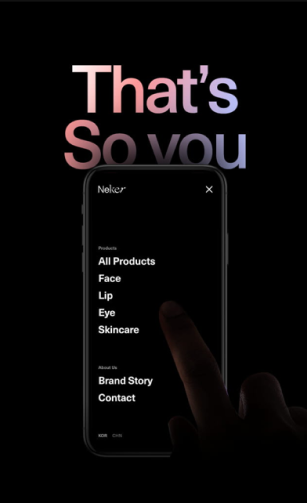 That's
So you
Neker
Products
All Products
Face
Lip
Eye
Skincare
About Us
Brand Story
Contact